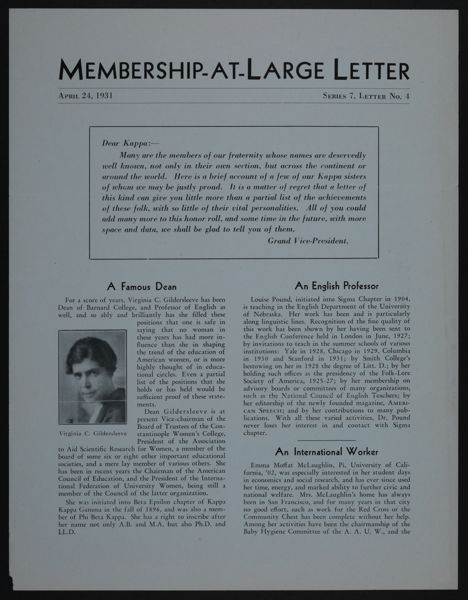 MEMBERSHIP-AT-LARGE LETTER
APRIL 24, 1931
SERIES 7, LETTER NO. 4
Dear Kappa:—
Many are the members of our fraternity whose names are deservedly
well known, not only in their own section, but across the continent or
around the world. Here is a brief account of a few of our Kappa sisters
of whom we may be justly proud. It is a matter of regret that a letter of
this kind can give you little more than a partial list of the achievements
of these folk, with so little of their vital personalities. All of you could
add many more to this honor roll, and some time in the future, with more
space and data, we shall be glad to tell you of them.
Grand Vice-President.
A Famous Dean
For a score of years, Virginia C. Gildersleeve has been
Dean of Barnard College, and Professor of English as
well, and so ably and brilliantly has she filled these
positions that one is safe in
saying that no woman in
these years has had more in-
fluence than she in shaping
the trend of education of
American women, or is more
highly thought of in educa-
tional circles. Even a partial
list of the positions that she
holds or has held would be
sufficient proof of these state-
ments.
Dean Gildersleeve is at
present Vice-chairman of the
Board of Trustees of the Con-
stantinople Women's College,
President of the Association
Virginia C. Gildersleeve
to Aid Scientific Research for Women, a member of the
board of some six or eight other important educational
societies, and a mere lay member of various others. She
has been in recent years the Chairman of the American
Council of Education, and the President of the Interna-
tional Federation of University Women, being still a
member of the Council of the latter organization.
She was initiated into Beta Epsilon chapter of Kappa
Kappa Gamma in the fall of 1896, and was also a mem-
ber of Phi Beta Kappa. She has a right to inscribe after
her name not only A.B. and M.A. but also Ph.D. and
LL.D.
An English Professor
Louise Pound, initiated into Sigma Chapter in 1904,
is teaching in the English Department of the University
of Nebraska. Her work has been and is particularly
along linguistic lines. Recognition of the fine quality of
this work has been shown by her having been sent to
the English Conference held in London in June, 1927;
by invitations to teach in the summer schools of various
institutions: Yale in 1928, Chicago in 1929, Columbia
in 1930 and Stanford in 1931; by Smith College's
bestowing on her in 1928 the degree of Litt. D.; by her
holding such offices as the presidency of the Folk-Lore
Society of America, 1925-27; by her membership on
advisory boards or committees of many organizations,
such as the National Council of English Teachers; by
her editorship of the newly founded magazine, AMERI-
CAN SPEECH; and by her contributions to many pub-
lications. With all these varied activities, Dr. Pound
never loses her interest in and contact with Sigma
chapter.
An International Worker
Emma Moffat McLaughlin, Pi, University of Cali-
fornia, '02, was especially interested in her student days
in economics and social research, and has ever since used
her time, energy, and marked ability to further civic and
national welfare. Mrs. McLaughlin's home has always
been in San Francisco, and for many years in that city
no good effort, such as work for the Red Cross or the
Community Chest has been complete without her help.
Among her activities have been the chairmanship of the
Baby Hygiene Committee of the A. A. U. W., and the